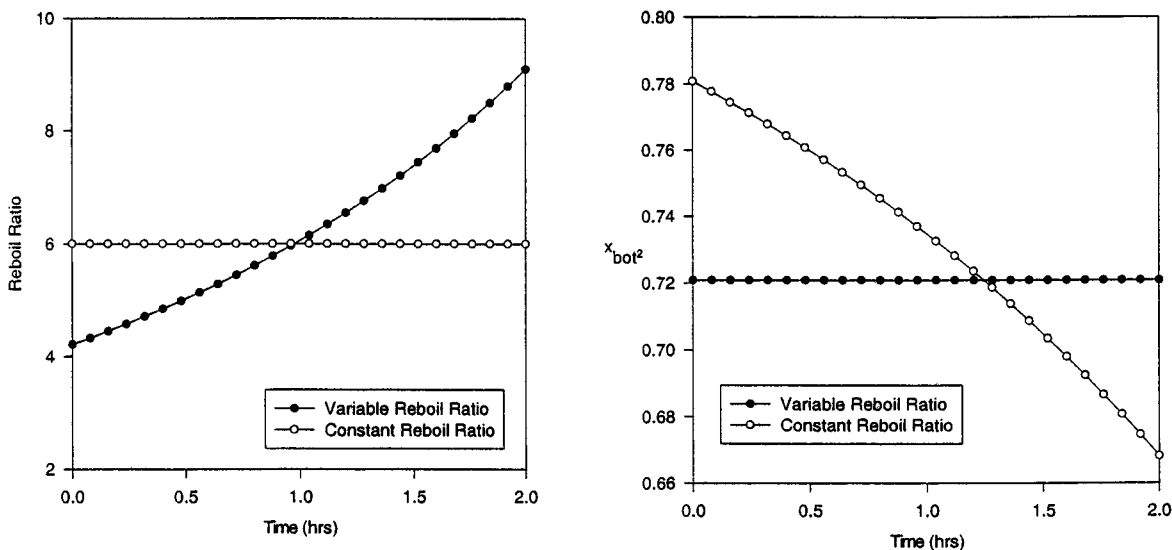 10
8
6
4
2
Reboil Ratio
0.0 0.5 1.0 1.5 2.0
Time (hrs)
Variable Reboil Ratio
Constant Reboil Ratio
0.80
0.78
0.76
0.74
0.72
0.70
0.68
0.66
xbot2
0.0 0.5 1.0 1.5 2.0
Time (hrs)
Variable Reboil Ratio
Constant Reboil Ratio